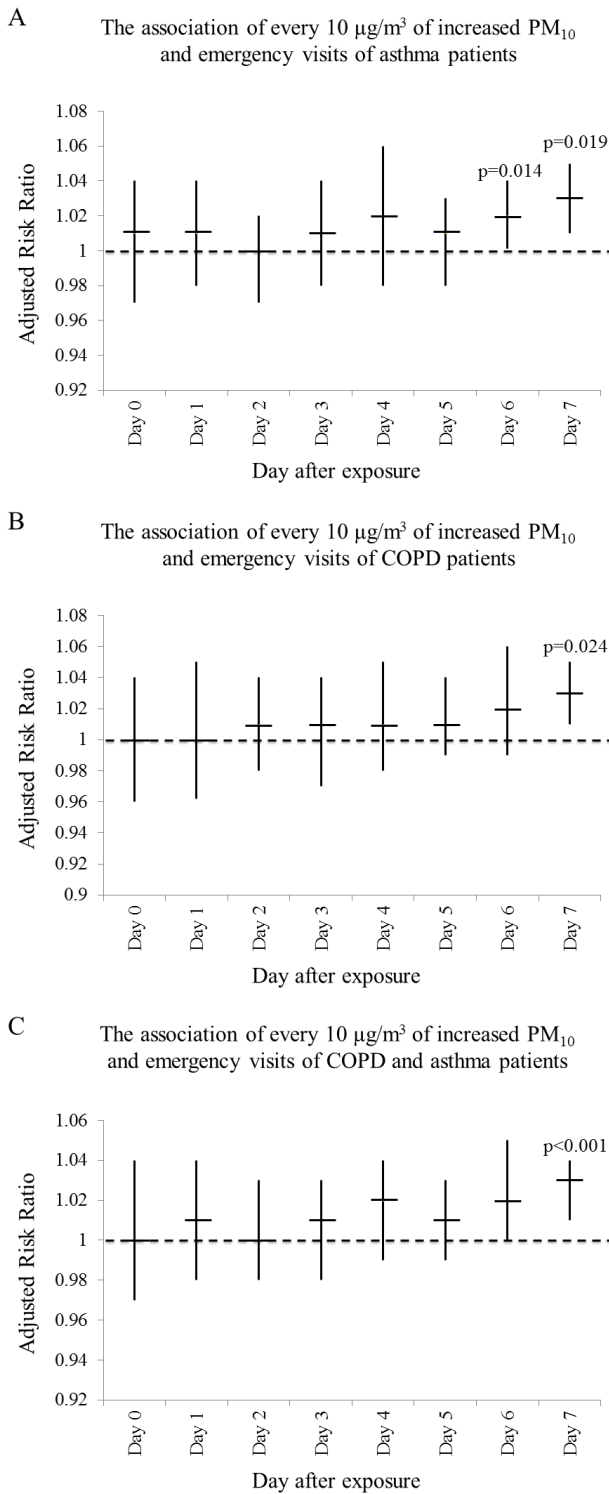 A
The association of every 10 µg/m³ of increased PM₁₀
and emergency visits of asthma patients
1.08
1.06
1.04
1.02
1
0.98
0.96
0.94
0.92
Adjusted Risk Ratio
p=0.014
p=0.019
Day 0
Day 1
Day 2
Day 3
Day 4
Day 5
Day 6
Day 7
Day after exposure
B
The association of every 10 µg/m³ of increased PM₁₀
and emergency visits of COPD patients
1.08
1.06
1.04
1.02
1
0.98
0.96
0.94
0.92
0.9
Adjusted Risk Ratio
p=0.024
Day 0
Day 1
Day 2
Day 3
Day 4
Day 5
Day 6
Day 7
Day after exposure
C
The association of every 10 µg/m³ of increased PM₁₀
and emergency visits of COPD and asthma patients
1.06
1.04
1.02
1
0.98
0.96
0.94
0.92
Adjusted Risk Ratio
p<0.001
Day 0
Day 1
Day 2
Day 3
Day 4
Day 5
Day 6
Day 7
Day after exposure